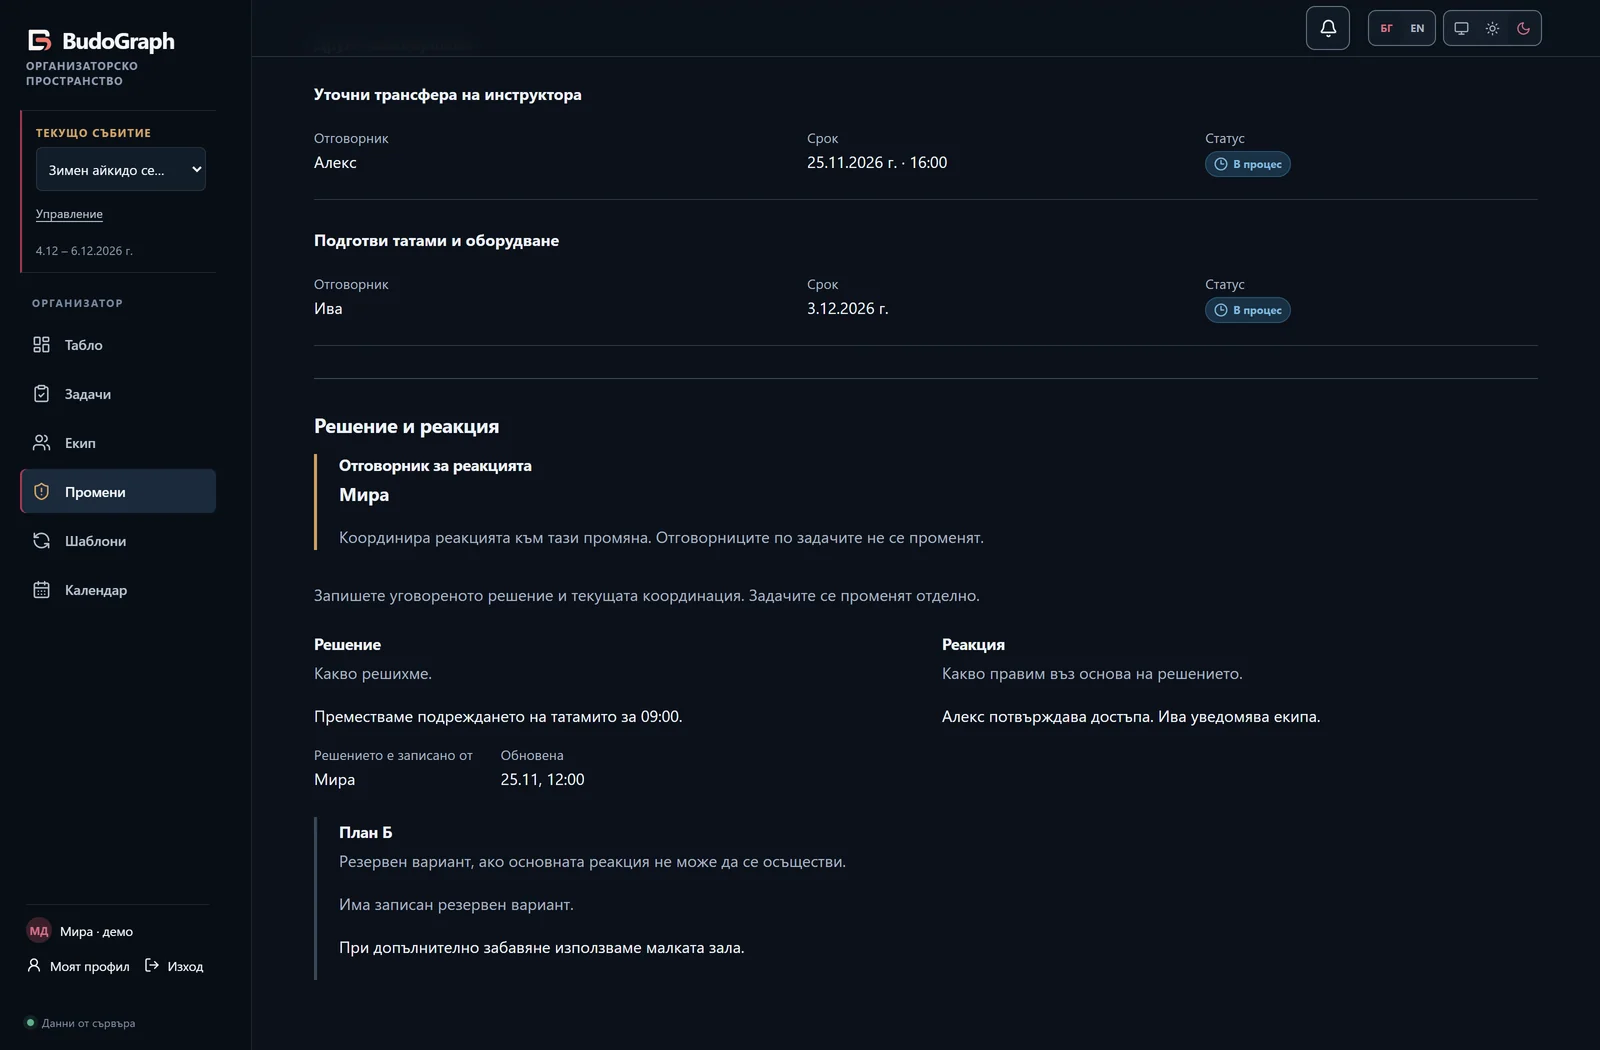 BudoGraph
ОРГАНИЗАТОРСКО
ПРОСТРАНСТВО
ТЕКУЩО СЪБИТИЕ
Зимен айкидо се...
Управление
4.12 – 6.12.2026 г.
ОРГАНИЗАТОР
Табло
Задачи
Екип
Промени
Шаблони
Календар
МД Мира · демо
Моят профил Изход
Данни от сървъра
БГ EN
Уточни трансфера на инструктора
Отговорник Срок Статус
Алекс 25.11.2026 г. · 16:00 В процес
Подготви татами и оборудване
Отговорник Срок Статус
Ива 3.12.2026 г. В процес
Решение и реакция
Отговорник за реакцията
Мира
Координира реакцията към тази промяна. Отговорниците по задачите не се променят.
Запишете уговореното решение и текущата координация. Задачите се променят отделно.
Решение Реакция
Какво решихме. Какво правим въз основа на решението.
Преместваме подреждането на татамито за 09:00. Алекс потвърждава достъпа. Ива уведомява екипа.
Решението е записано от Обновена
Мира 25.11, 12:00
План Б
Резервен вариант, ако основната реакция не може да се осъществи.
Има записан резервен вариант.
При допълнително забавяне използваме малката зала.